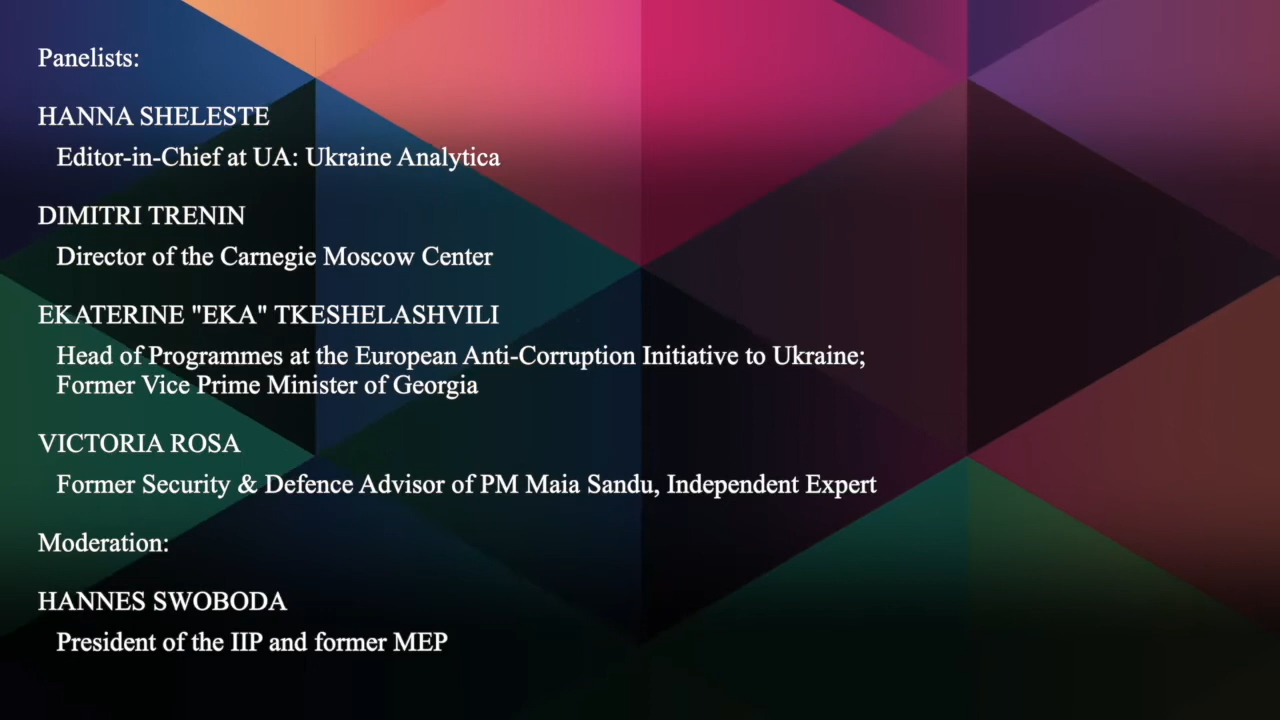 Panelists:
HANNA SHELESTE
Editor-in-Chief at UA: Ukraine Analytica
DIMITRI TRENIN
Director of the Carnegie Moscow Center
EKATERINE "EKA" TKESHELASHVILI
Head of Programmes at the European Anti-Corruption Initiative to Ukraine;
Former Vice Prime Minister of Georgia
VICTORIA ROSA
Former Security & Defence Advisor of PM Maia Sandu, Independent Expert
Moderation:
HANNES SWOBODA
President of the IIP and former MEP